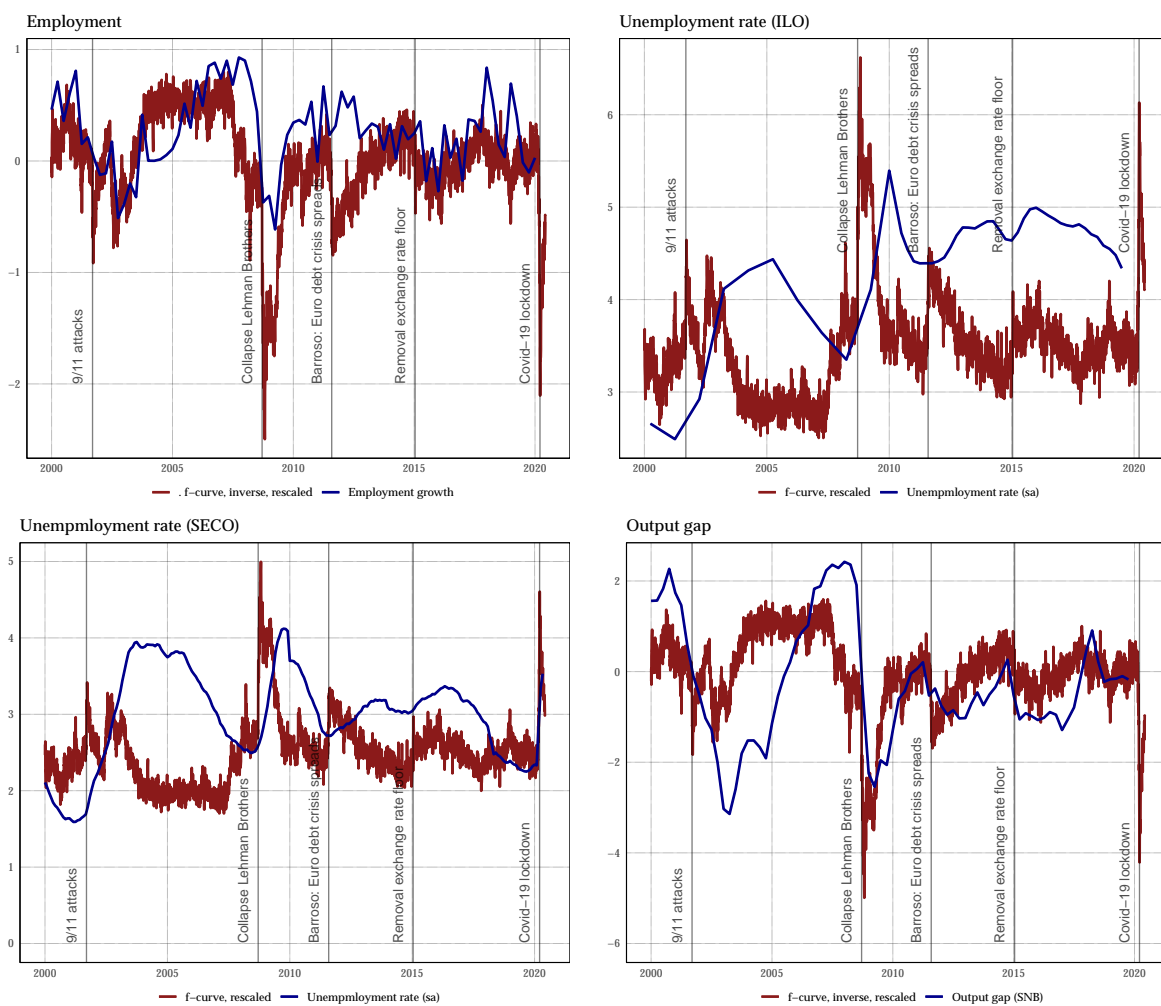 Employment
1
0
−1
−2
9/11 attacks
Collapse Lehman Brothers
Barroso: Euro debt crisis spreads
Removal exchange rate floor
Covid−19 lockdown
2000 2005 2010 2015 2020
. f−curve, inverse, rescaled Employment growth
Unemployment rate (ILO)
6
5
4
3
9/11 attacks
Collapse Lehman Brothers
Barroso: Euro debt crisis spreads
Removal exchange rate floor
Covid−19 lockdown
2000 2005 2010 2015 2020
f−curve, rescaled Unempmloyment rate (sa)
Unempmloyment rate (SECO)
5
4
3
2
1
0
9/11 attacks
Collapse Lehman Brothers
Barroso: Euro debt crisis spreads
Removal exchange rate floor
Covid−19 lockdown
2000 2005 2010 2015 2020
f−curve, rescaled Unempmloyment rate (sa)
Output gap
2
0
−2
−4
−6
9/11 attacks
Collapse Lehman Brothers
Barroso: Euro debt crisis spreads
Removal exchange rate floor
Covid−19 lockdown
2000 2005 2010 2015 2020
f−curve, inverse, rescaled Output gap (SNB)